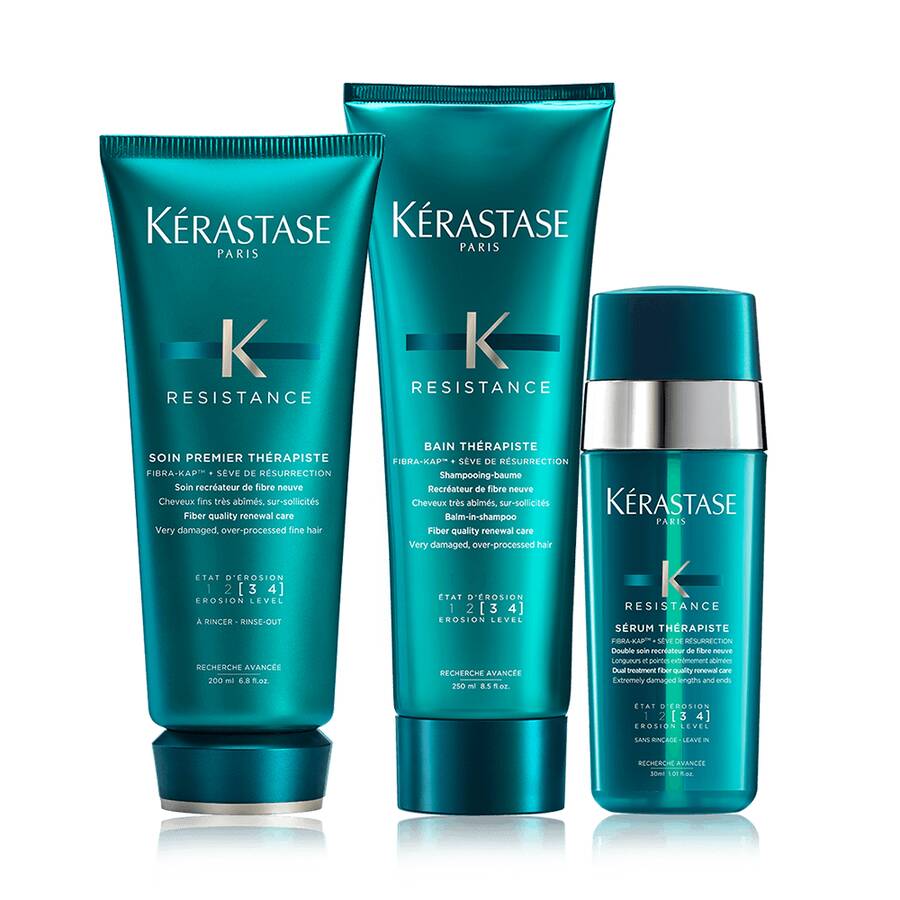 KÉRASTASE
PARIS
K
RESISTANCE
SOIN PREMIER THÉRAPISTE
FIBRA-KAP™ + SÈVE DE RÉSURRECTION
Soin recréateur de fibre neuve
Cheveux fins très abîmés, sur-sollicités
Fiber quality renewal care
Very damaged, over-processed fine hair
ÉTAT D'ÉROSION
1 2 [3 4]
EROSION LEVEL
À RINCER - RINSE-OUT
RECHERCHE AVANCÉE
200 ml 6.8 fl.oz.
KÉRASTASE
PARIS
K
RESISTANCE
BAIN THÉRAPISTE
FIBRA-KAP™ + SÈVE DE RÉSURRECTION
Shampooing-baume
Recréateur de fibre neuve
Cheveux très abîmés, sur-sollicités
Balm-in-shampoo
Fiber quality renewal care
Very damaged, over-processed hair
ÉTAT D'ÉROSION
1 2 [3 4]
EROSION LEVEL
RECHERCHE AVANCÉE
250 ml 8.5 fl.oz.
KÉRASTASE
PARIS
K
RESISTANCE
SÉRUM THÉRAPISTE
FIBRA-KAP™ + SÈVE DE RÉSURRECTION
Double soin recréateur de fibre neuve
Longueurs et pointes extrêmement abîmées
Dual treatment fiber quality renewal care
Extremely damaged lengths and ends
ÉTAT D'ÉROSION
1 2 [3 4]
EROSION LEVEL
SANS RINÇAGE - LEAVE IN
RECHERCHE AVANCÉE
30ml 1.01 fl.oz.